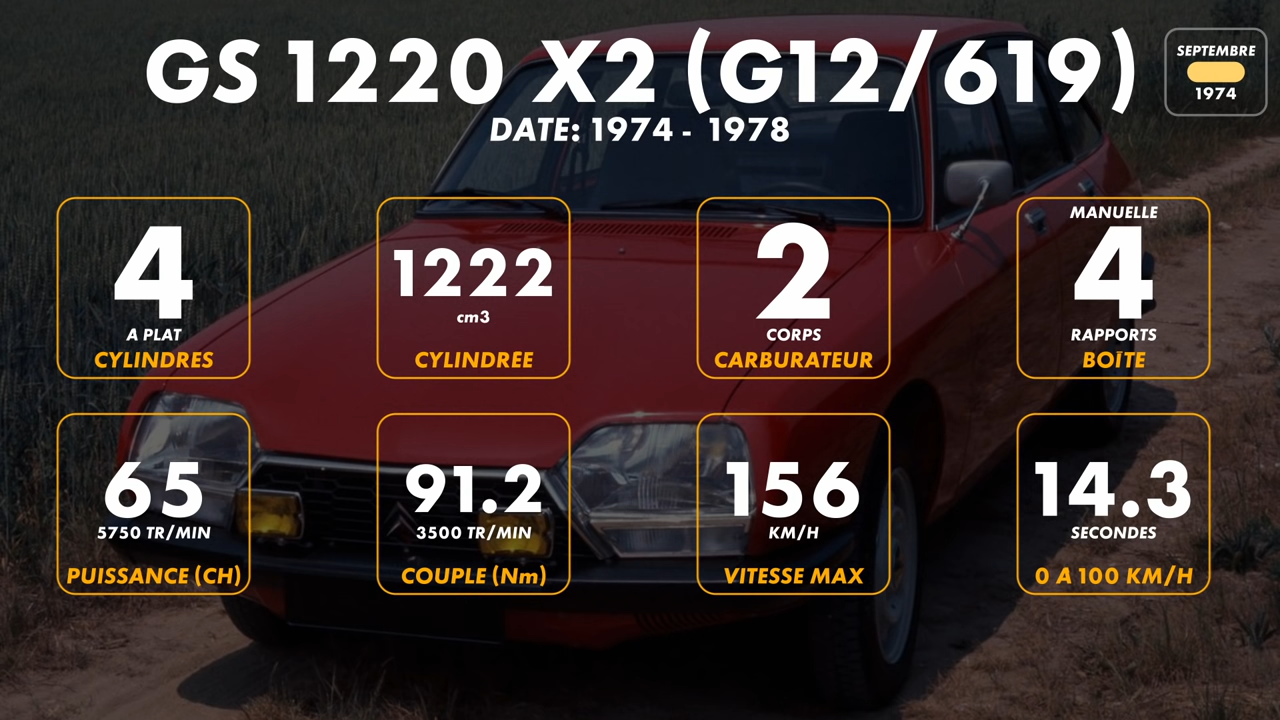 GS 1220 X2 (G12/619)
SEPTEMBRE
1974
DATE: 1974 - 1978
4
A PLAT
CYLINDRES
1222
cm3
CYLINDREE
2
CORPS
CARBURATEUR
MANUELLE
4
RAPPORTS
BOÎTE
65
5750 TR/MIN
PUISSANCE (CH)
91.2
3500 TR/MIN
COUPLE (Nm)
156
KM/H
VITESSE MAX
14.3
SECONDES
0 A 100 KM/H